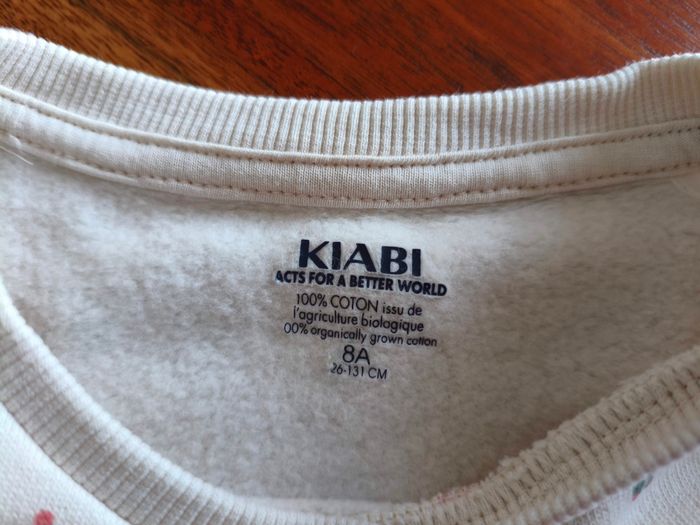 KIABI
ACTS FOR A BETTER WORLD
100% COTON issu de
l'agriculture biologique
00% organically grown cotton
8A
26-131 CM